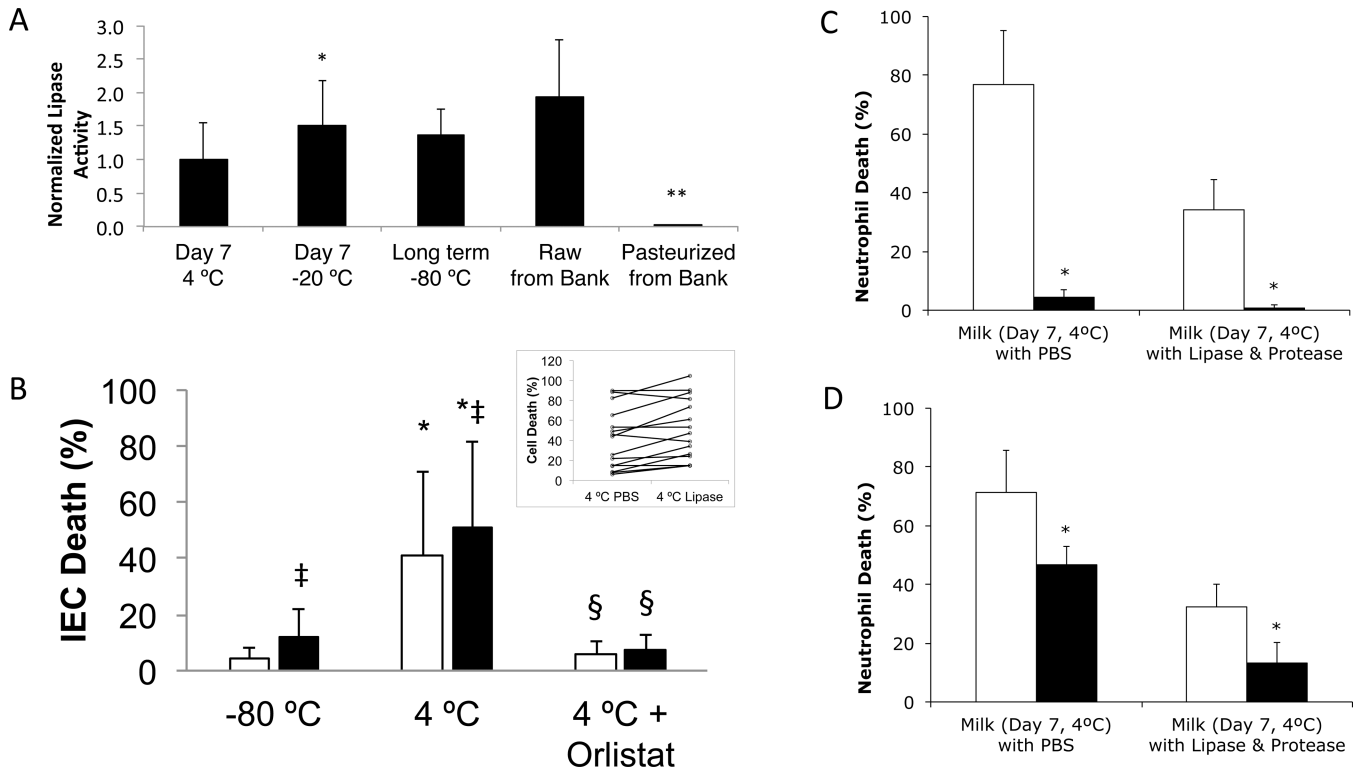 A
Normalized Lipase
Activity
3.0
2.5
2.0
1.5
1.0
0.5
0.0
*
**
Day 7
4 ºC
Day 7
-20 ºC
Long term
-80 ºC
Raw
from Bank
Pasteurized
from Bank
B
IEC Death (%)
100
80
60
40
20
0
‡
*
*‡
§
§
-80 ºC
4 ºC
4 ºC +
Orlistat
Cell Death (%)
120
100
80
60
40
20
0
4 ºC PBS
4 ºC Lipase
C
Neutrophil Death (%)
100
80
60
40
20
0
*
*
Milk (Day 7, 4ºC)
with PBS
Milk (Day 7, 4ºC)
with Lipase & Protease
D
Neutrophil Death (%)
100
80
60
40
20
0
*
*
Milk (Day 7, 4ºC)
with PBS
Milk (Day 7, 4ºC)
with Lipase & Protease